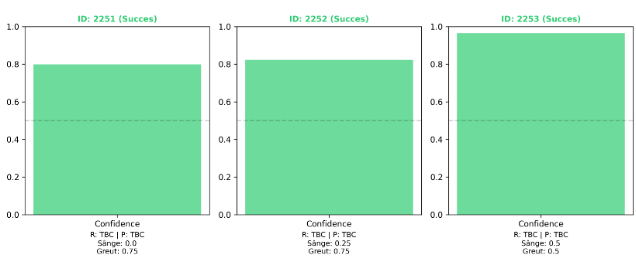 ID: 2251 (Succes)
1.0
0.8
0.6
0.4
0.2
0.0
Confidence
R: TBC | P: TBC
Sânge: 0.0
Greut: 0.75
ID: 2252 (Succes)
1.0
0.8
0.6
0.4
0.2
0.0
Confidence
R: TBC | P: TBC
Sânge: 0.25
Greut: 0.75
ID: 2253 (Succes)
1.0
0.8
0.6
0.4
0.2
0.0
Confidence
R: TBC | P: TBC
Sânge: 0.5
Greut: 0.5